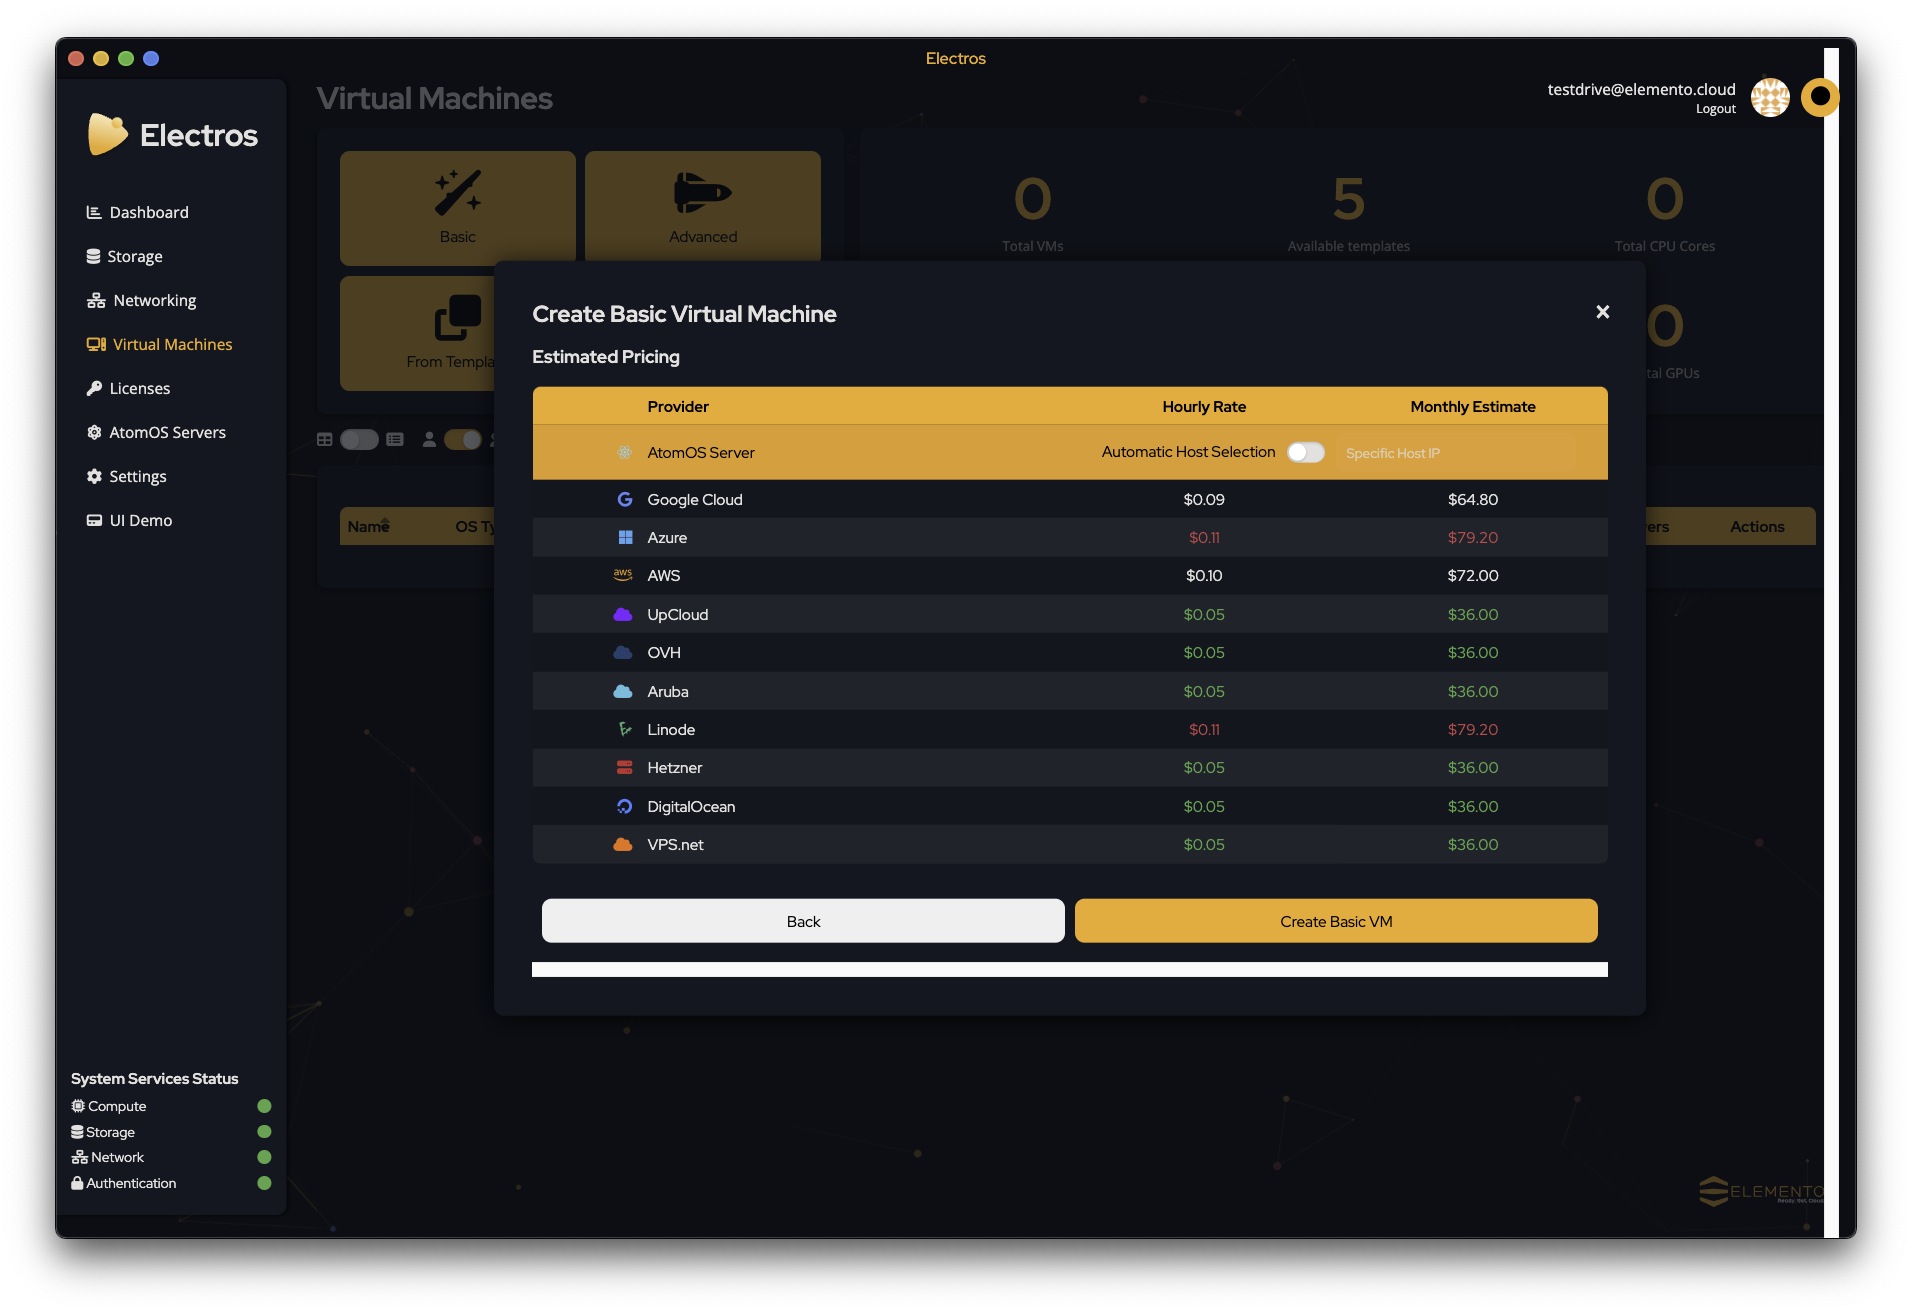 Electros
testdrive@elemento.cloud
Logout
Electros
Dashboard
Storage
Networking
Virtual Machines
Licenses
AtomOS Servers
Settings
UI Demo
System Services Status
Compute
Storage
Network
Authentication
Virtual Machines
Basic
Advanced
From Templa
0
Total VMs
5
Available templates
0
Total CPU Cores
0
tal GPUs
Name
OS Ty
ers
Actions
Create Basic Virtual Machine
Estimated Pricing
Provider Hourly Rate Monthly Estimate
AtomOS Server Automatic Host Selection Specific Host IP
Google Cloud $0.09 $64.80
Azure $0.11 $79.20
aws AWS $0.10 $72.00
UpCloud $0.05 $36.00
OVH $0.05 $36.00
Aruba $0.05 $36.00
Linode $0.11 $79.20
Hetzner $0.05 $36.00
DigitalOcean $0.05 $36.00
VPS.net $0.05 $36.00
Back
Create Basic VM
ELEMENTO